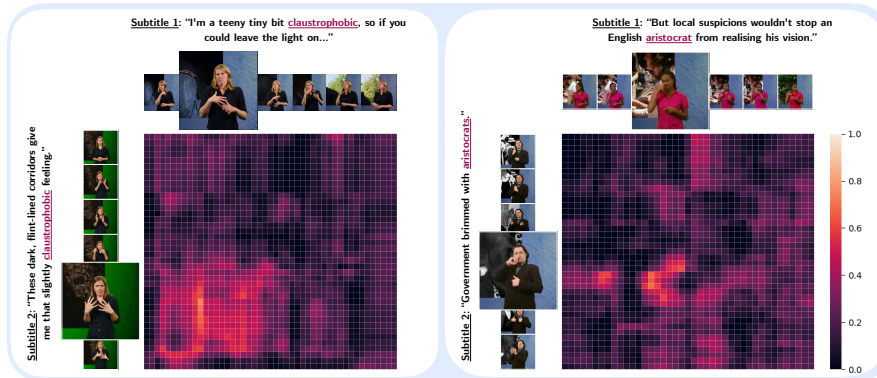 Subtitle 1: “I'm a teeny tiny bit claustrophobic, so if you
could leave the light on...”
Subtitle 2: “These dark, flint-lined corridors give
me that slightly claustrophobic feeling.”
Subtitle 1: “But local suspicions wouldn't stop an
English aristocrat from realising his vision.”
Subtitle 2: “Government brimmed with aristocrats.”
1.0
0.8
0.6
0.4
0.2
0.0